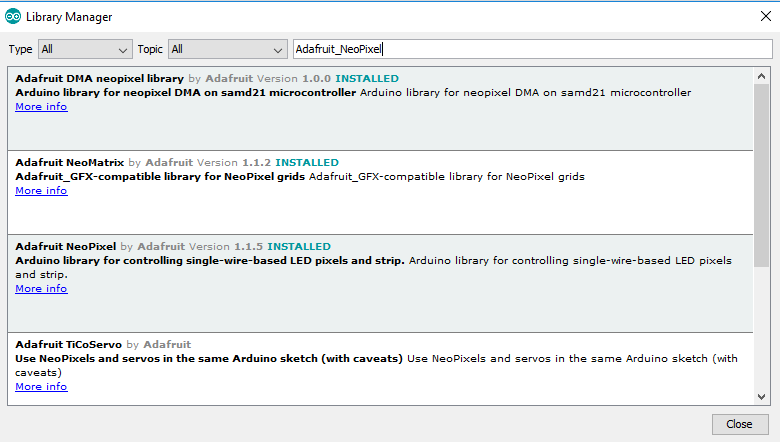 Library Manager
Type All Topic All Adafruit_NeoPixel
Adafruit DMA neopixel library by Adafruit Version 1.0.0 INSTALLED
Arduino library for neopixel DMA on samd21 microcontroller Arduino library for neopixel DMA on samd21 microcontroller
More info
Adafruit NeoMatrix by Adafruit Version 1.1.2 INSTALLED
Adafruit_GFX-compatible library for NeoPixel grids Adafruit_GFX-compatible library for NeoPixel grids
More info
Adafruit NeoPixel by Adafruit Version 1.1.5 INSTALLED
Arduino library for controlling single-wire-based LED pixels and strip. Arduino library for controlling single-wire-based LED pixels
and strip.
More info
Adafruit TiCoServo by Adafruit
Use NeoPixels and servos in the same Arduino sketch (with caveats) Use NeoPixels and servos in the same Arduino sketch (with
caveats)
More info
Close